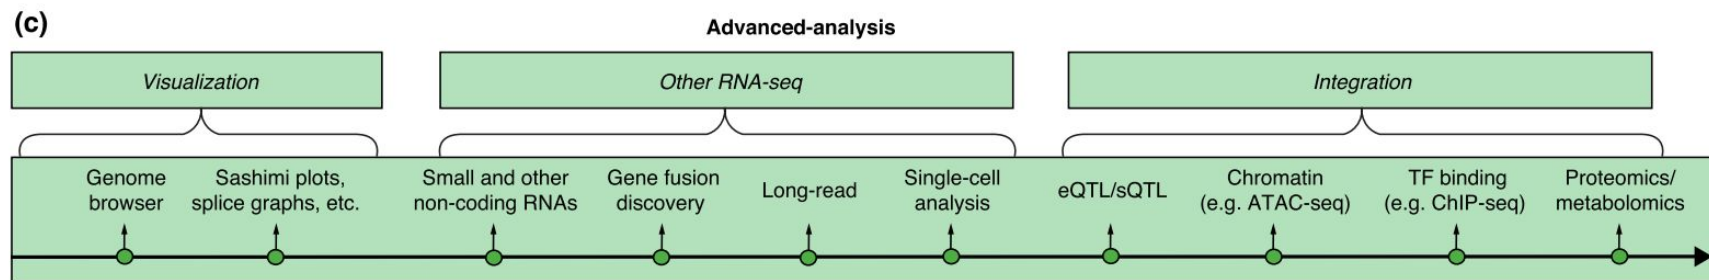 (c)
Advanced-analysis
Visualization
Other RNA-seq
Integration
Genome
browser
Sashimi plots,
splice graphs, etc.
Small and other
non-coding RNAs
Gene fusion
discovery
Long-read
Single-cell
analysis
eQTL/sQTL
Chromatin
(e.g. ATAC-seq)
TF binding
(e.g. ChIP-seq)
Proteomics/
metabolomics